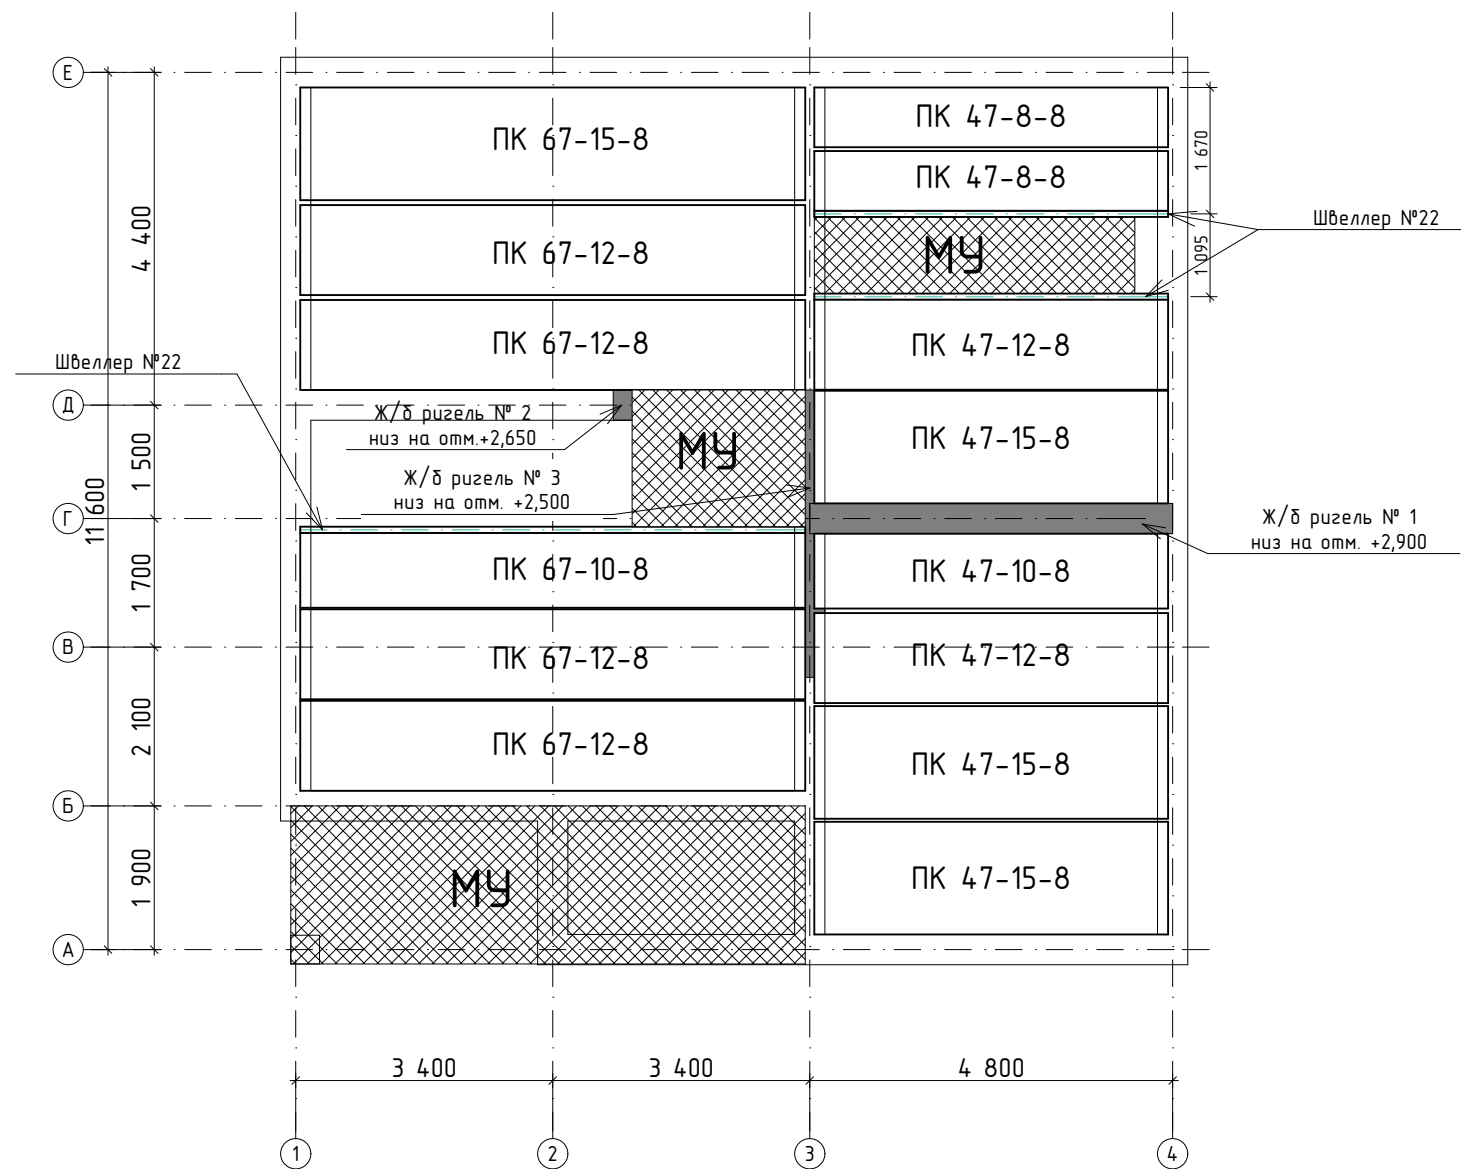 Е
ПК 67-15-8
ПК 47-8-8
1 670
ПК 47-8-8
4 400
Швеллер №22
ПК 67-12-8
МУ
1 095
ПК 67-12-8
ПК 47-12-8
Швеллер №22
Д
Ж/б ригель № 2
низ на отм.+2,650
МУ
ПК 47-15-8
1 500
Ж/б ригель № 3
низ на отм. +2,500
Г
11 600
Ж/б ригель № 1
низ на отм. +2,900
ПК 67-10-8
ПК 47-10-8
1 700
В
ПК 67-12-8
ПК 47-12-8
2 100
ПК 67-12-8
ПК 47-15-8
Б
1 900
МУ
ПК 47-15-8
А
3 400
3 400
4 800
1
2
3
4